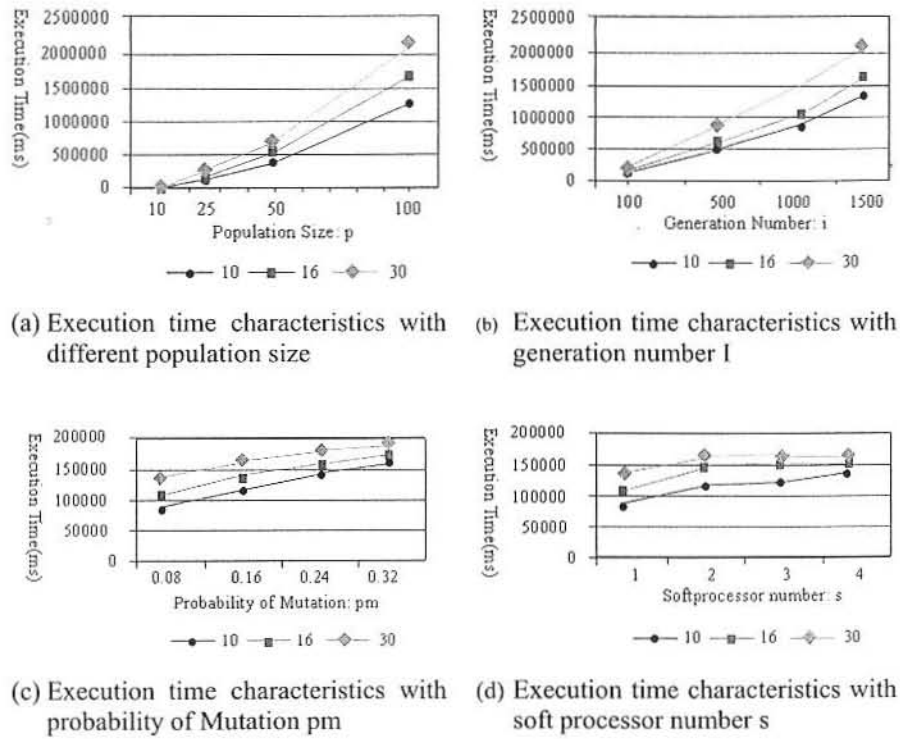 Execution Time(ms)
2500000
2000000
1500000
1000000
500000
0
10 25 50 100
Population Size: p
10 16 30
(a) Execution time characteristics with
different population size
Execution Time(ms)
2500000
2000000
1500000
1000000
500000
0
100 500 1000 1500
Generation Number: i
10 16 30
(b) Execution time characteristics with
generation number I
Execution Time(ms)
200000
150000
100000
50000
0
0.08 0.16 0.24 0.32
Probability of Mutation: pm
10 16 30
(c) Execution time characteristics with
probability of Mutation pm
Execution Time(ms)
200000
150000
100000
50000
0
1 2 3 4
Softprocessor number: s
10 16 30
(d) Execution time characteristics with
soft processor number s